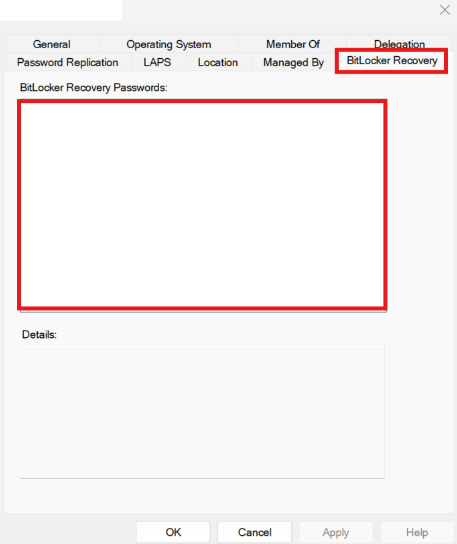 General Operating System Member Of Delegation
Password Replication LAPS Location Managed By BitLocker Recovery
BitLocker Recovery Passwords:
Details:
OK Cancel Apply Help